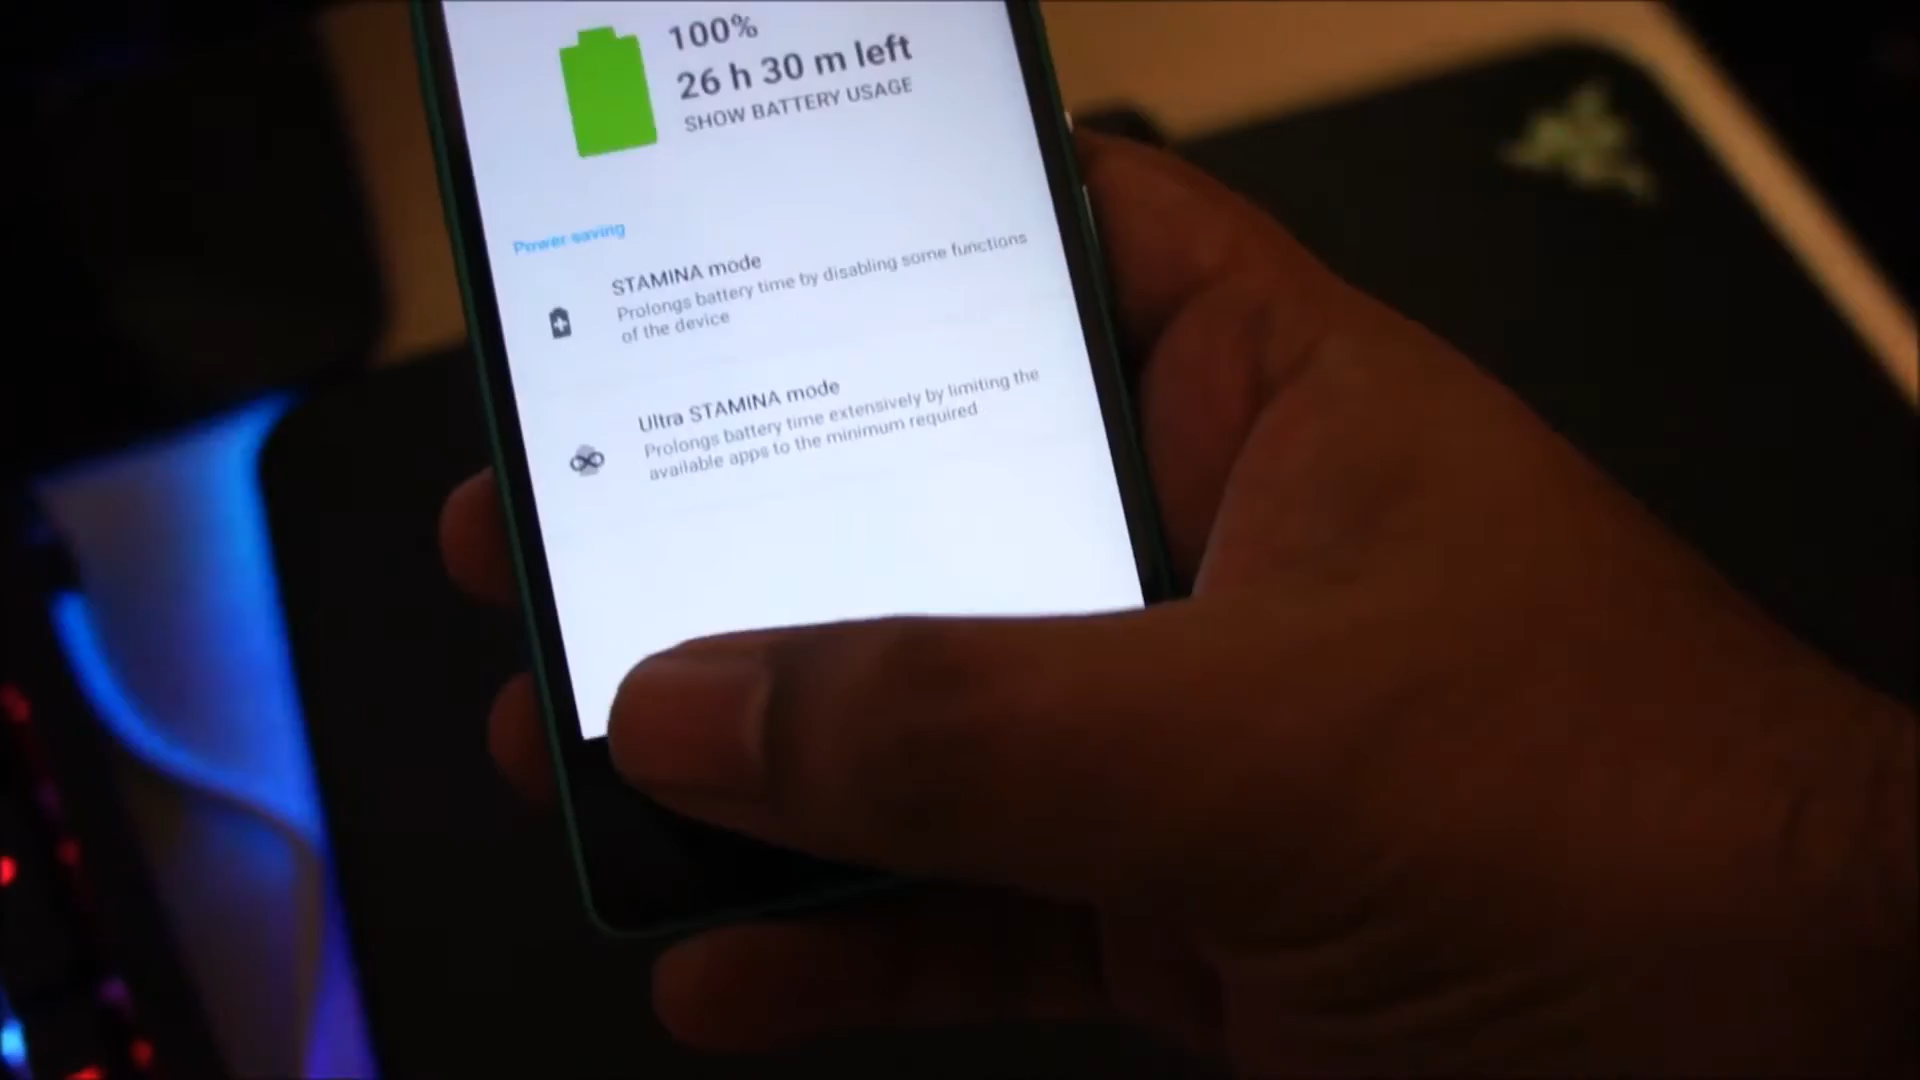 100%
26 h 30 m left
SHOW BATTERY USAGE
Power saving
STAMINA mode
Prolongs battery time by disabling some functions
of the device
Ultra STAMINA mode
Prolongs battery time extensively by limiting the
available apps to the minimum required